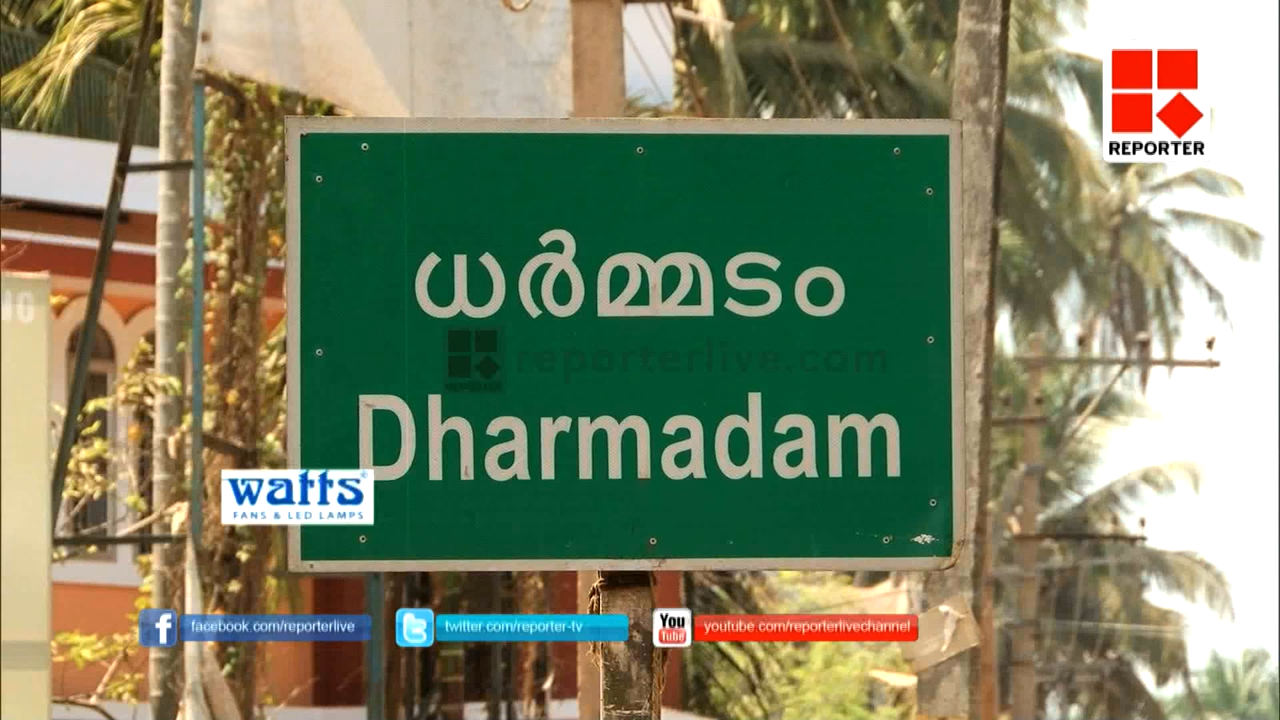 REPORTER
ധർമ്മടം
reporterlive.com
REPORTER
Dharmadam
watts
FANS & LED LAMPS
facebook.com/reporterlive
twitter.com/reporter-tv
You Tube
youtube.com/reporterlivechannel